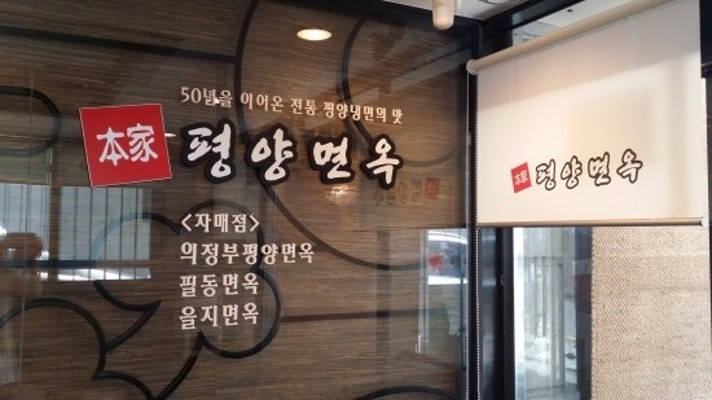 50년을 이어온 전통 평양냉면의 맛
本家 평양면옥
<자매점>
의정부평양면옥
필동면옥
을지면옥
本家 평양면옥